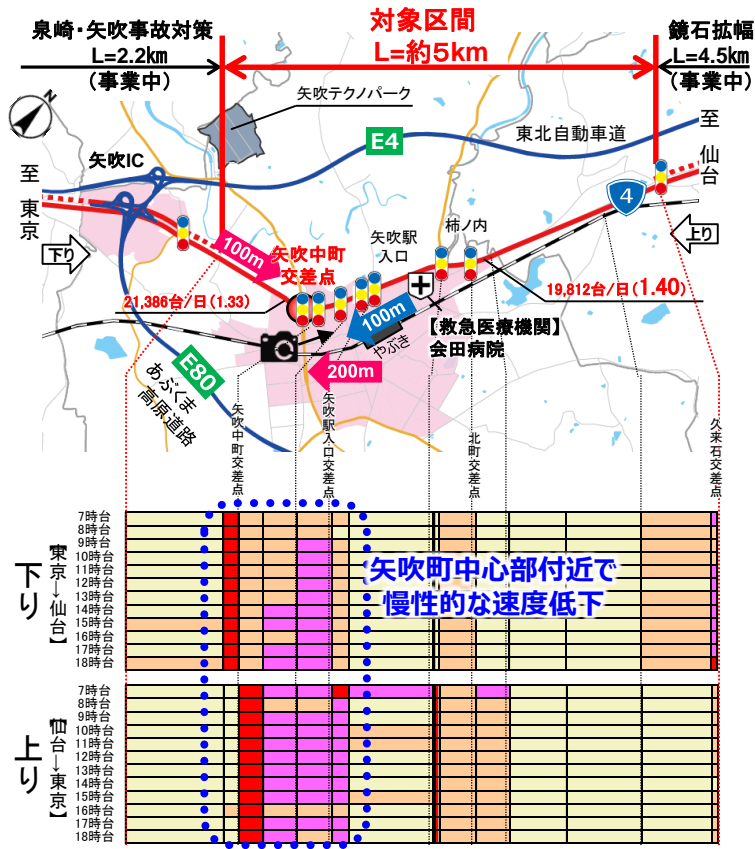 泉崎・矢吹事故対策
L=2.2km
(事業中)
対象区間
L=約5km
鏡石拡幅
L=4.5km
(事業中)
N
矢吹テクノパーク
東北自動車道
E4
至
仙台
矢吹IC
至
東京
4
下り
上り
100m
矢吹中町
交差点
矢吹駅
入口
柿ノ内
21,386台/日(1.33)
19,812台/日(1.40)
100m
【救急医療機関】
会田病院
やぶき
200m
E80
あぶくま
高原道路
矢吹中町交差点
矢吹駅入口交差点
北町交差点
久来石交差点
下り
【東京→仙台】
7時台
8時台
9時台
10時台
11時台
12時台
13時台
14時台
15時台
16時台
17時台
18時台
矢吹町中心部付近で
慢性的な速度低下
上り
【仙台→東京】
7時台
8時台
9時台
10時台
11時台
12時台
13時台
14時台
15時台
16時台
17時台
18時台